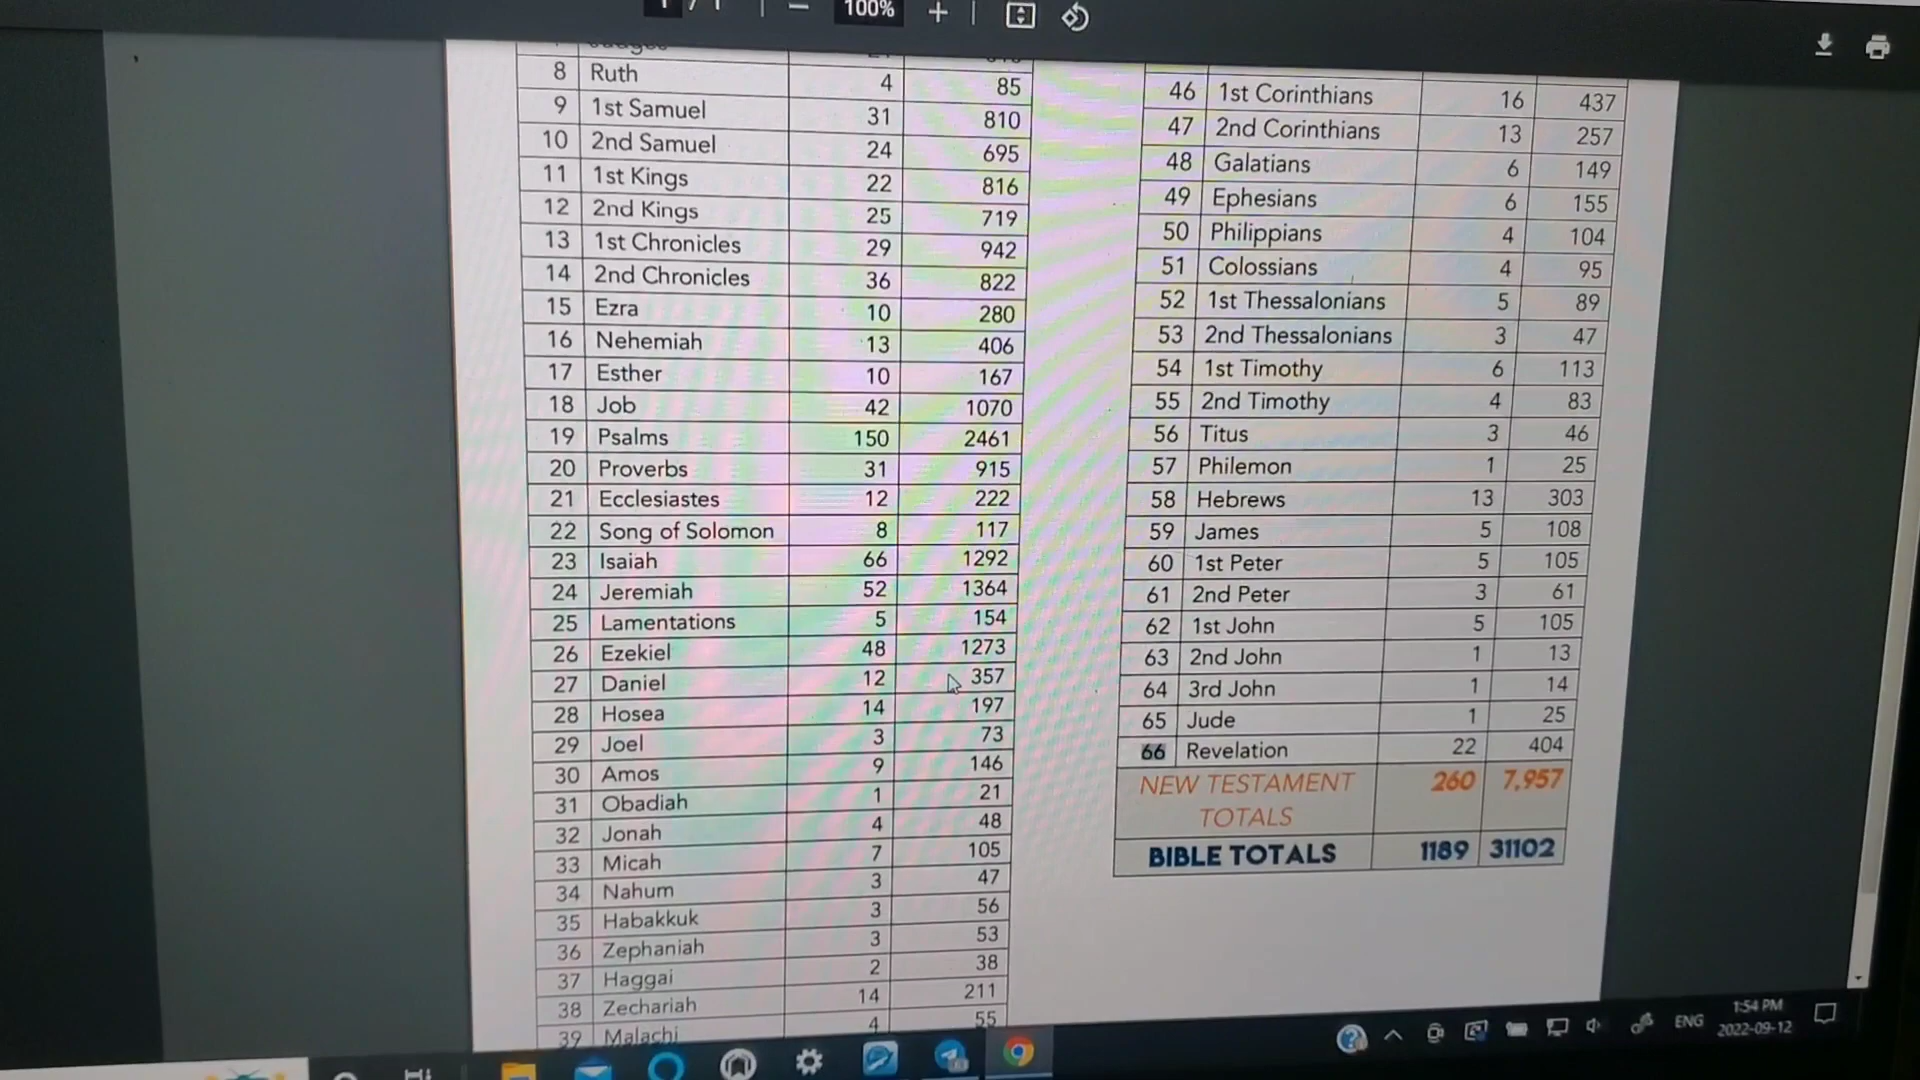 1 / 1 100%
Judges
8 Ruth 4 85
9 1st Samuel 31 810
10 2nd Samuel 24 695
11 1st Kings 22 816
12 2nd Kings 25 719
13 1st Chronicles 29 942
14 2nd Chronicles 36 822
15 Ezra 10 280
16 Nehemiah 13 406
17 Esther 10 167
18 Job 42 1070
19 Psalms 150 2461
20 Proverbs 31 915
21 Ecclesiastes 12 222
22 Song of Solomon 8 117
23 Isaiah 66 1292
24 Jeremiah 52 1364
25 Lamentations 5 154
26 Ezekiel 48 1273
27 Daniel 12 357
28 Hosea 14 197
29 Joel 3 73
30 Amos 9 146
31 Obadiah 1 21
32 Jonah 4 48
33 Micah 7 105
34 Nahum 3 47
35 Habakkuk 3 56
36 Zephaniah 3 53
37 Haggai 2 38
38 Zechariah 14 211
39 Malachi 4 55
46 1st Corinthians 16 437
47 2nd Corinthians 13 257
48 Galatians 6 149
49 Ephesians 6 155
50 Philippians 4 104
51 Colossians 4 95
52 1st Thessalonians 5 89
53 2nd Thessalonians 3 47
54 1st Timothy 6 113
55 2nd Timothy 4 83
56 Titus 3 46
57 Philemon 1 25
58 Hebrews 13 303
59 James 5 108
60 1st Peter 5 105
61 2nd Peter 3 61
62 1st John 5 105
63 2nd John 1 13
64 3rd John 1 14
65 Jude 1 25
66 Revelation 22 404
NEW TESTAMENT 260 7,957
TOTALS
BIBLE TOTALS 1189 31102
ENG 1:54 PM
2022-09-12